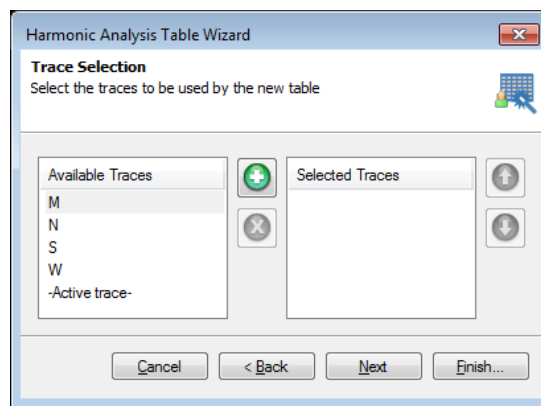 Harmonic Analysis Table Wizard
Trace Selection
Select the traces to be used by the new table
Available Traces
M
N
S
W
-Active trace-
Selected Traces
Cancel
< Back
Next
Finish...